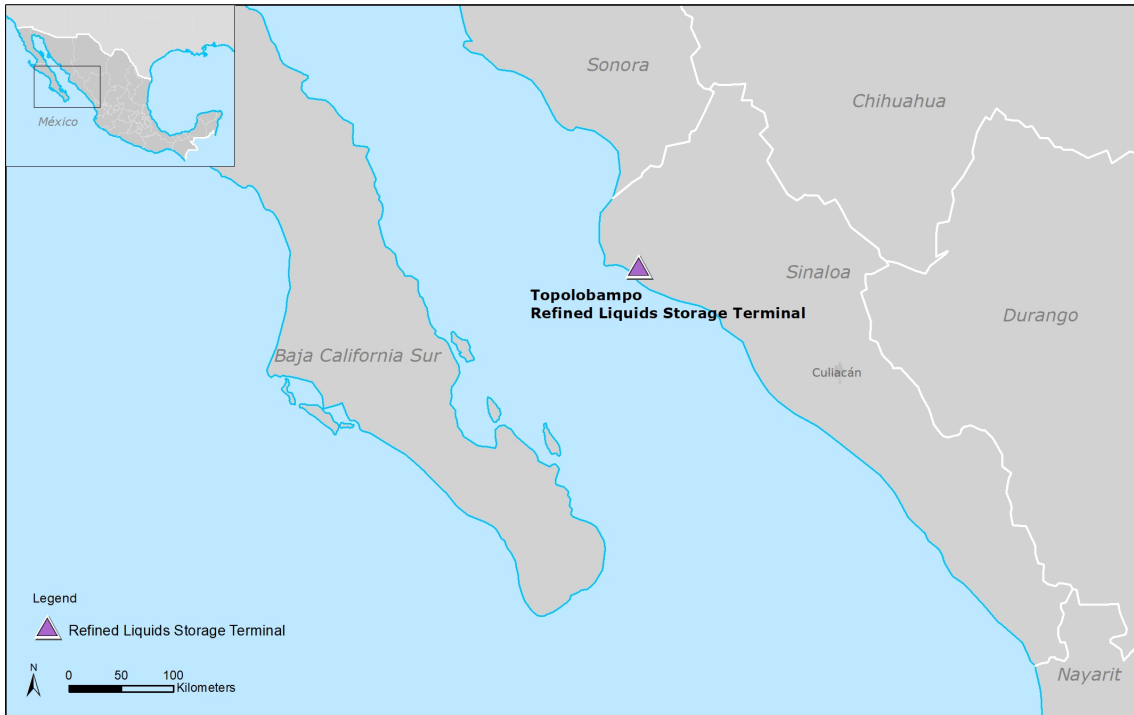 México
Sonora
Chihuahua
Sinaloa
Topolobampo
Refined Liquids Storage Terminal
Durango
Baja California Sur
Culiacán
Legend
Refined Liquids Storage Terminal
Nayarit
N
0 50 100
Kilometers